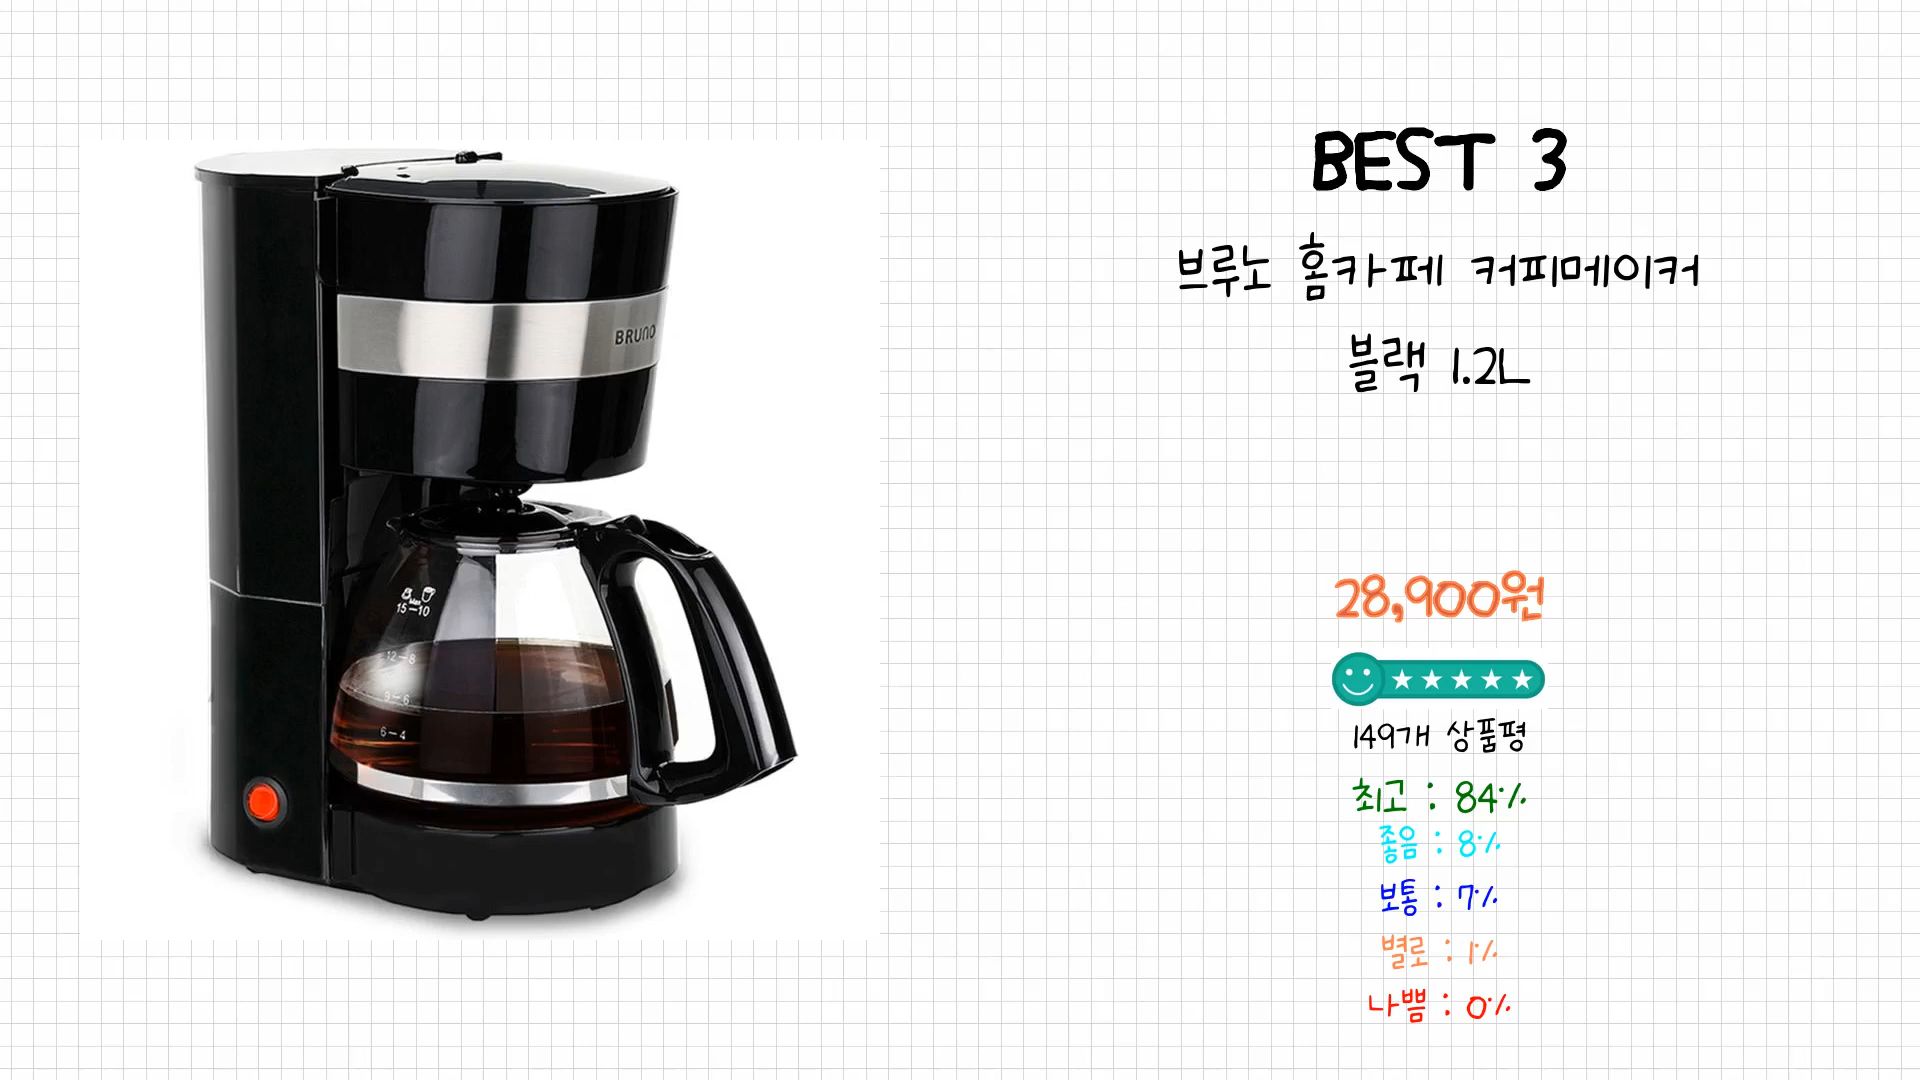 BEST 3
브루노 홈카페 커피메이커
블랙 1.2L
BRUNO
Max
15-10
12-8
9-6
6-4
28,900원
149개 상품평
최고 : 84%
좋음 : 8%
보통 : 7%
별로 : 1%
나쁨 : 0%